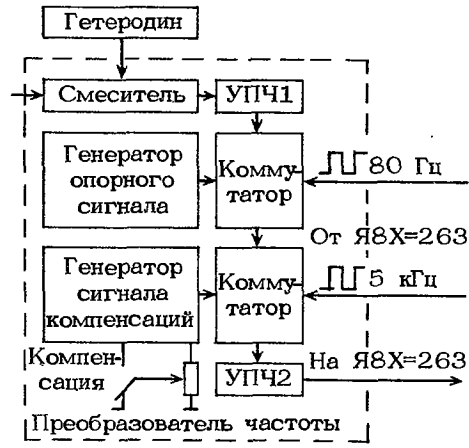 Гетеродин
Смеситель
УПЧ1
Генератор
опорного
сигнала
Комму-
татор
80 Гц
От Я8Х=263
Генератор
сигнала
компенсаций
Комму-
татор
5 кГц
Компен-
сация
УПЧ2
На Я8Х=263
Преобразователь частоты